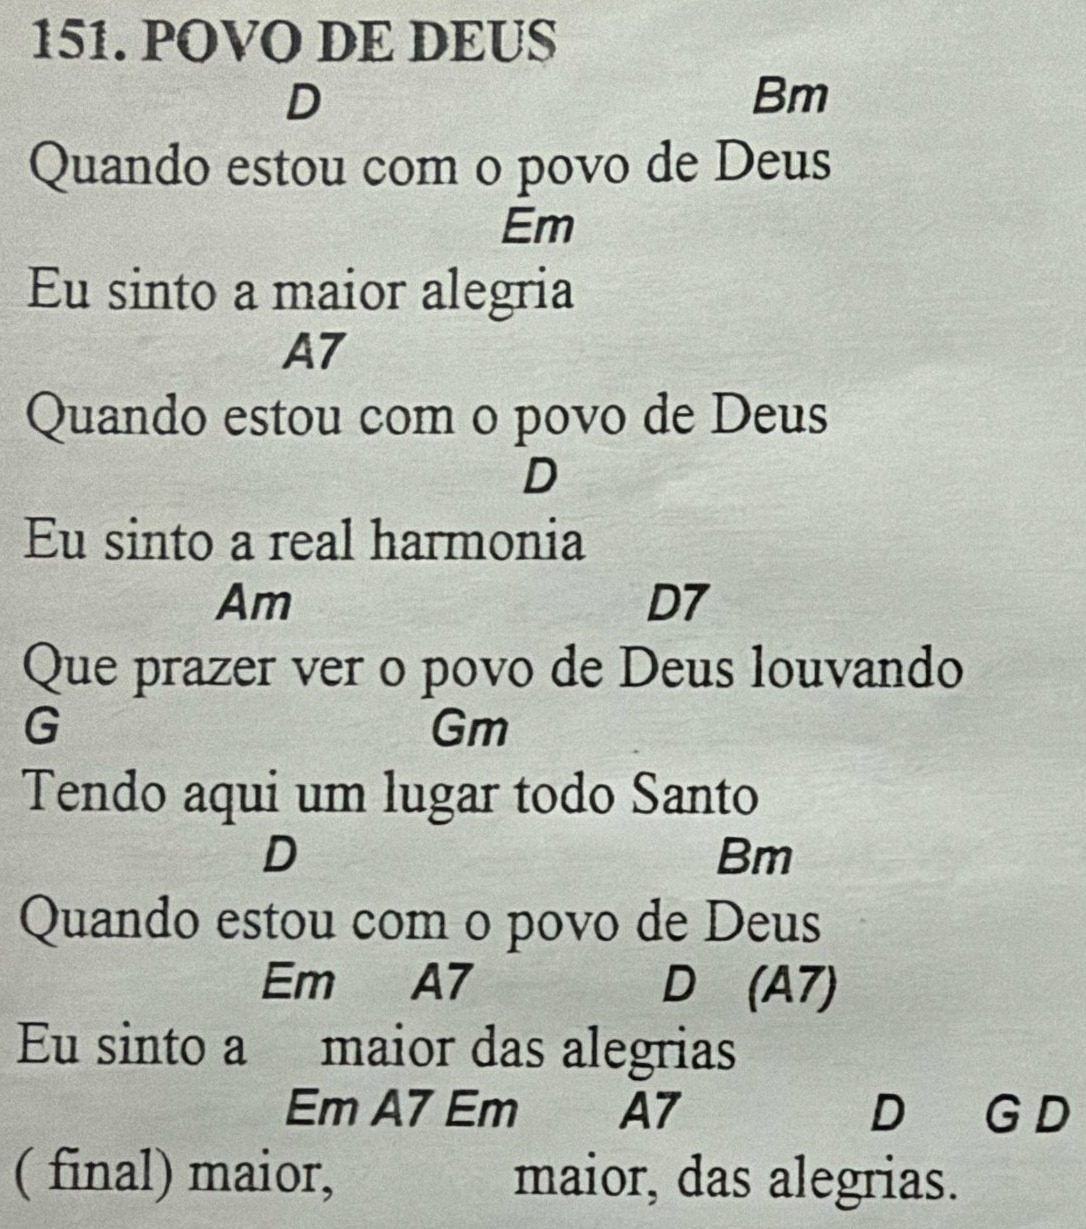 151. POVO DE DEUS
D Bm
Quando estou com o povo de Deus
Em
Eu sinto a maior alegria
A7
Quando estou com o povo de Deus
D
Eu sinto a real harmonia
Am D7
Que prazer ver o povo de Deus louvando
G Gm
Tendo aqui um lugar todo Santo
D Bm
Quando estou com o povo de Deus
Em A7 D (A7)
Eu sinto a maior das alegrias
Em A7 Em A7 D G D
( final) maior, maior, das alegrias.